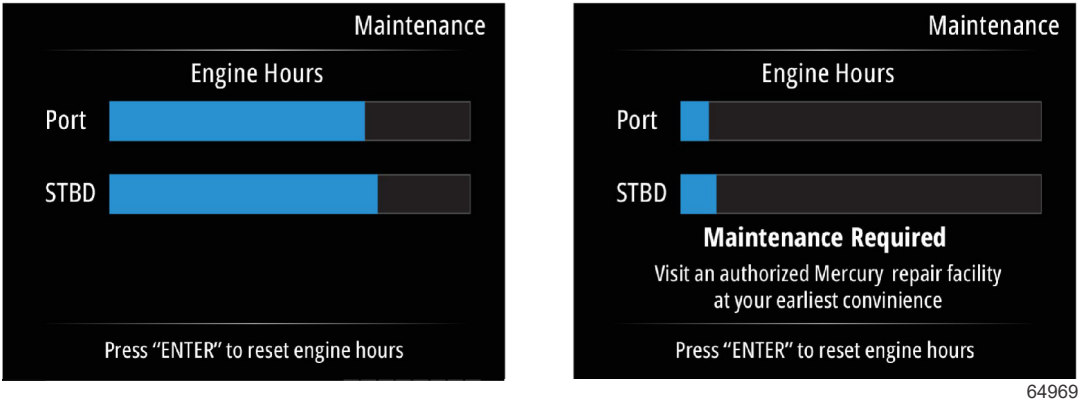 Maintenance
Engine Hours
Port
STBD
Press “ENTER” to reset engine hours
Maintenance
Engine Hours
Port
STBD
Maintenance Required
Visit an authorized Mercury repair facility
at your earliest convinience
Press “ENTER” to reset engine hours
64969